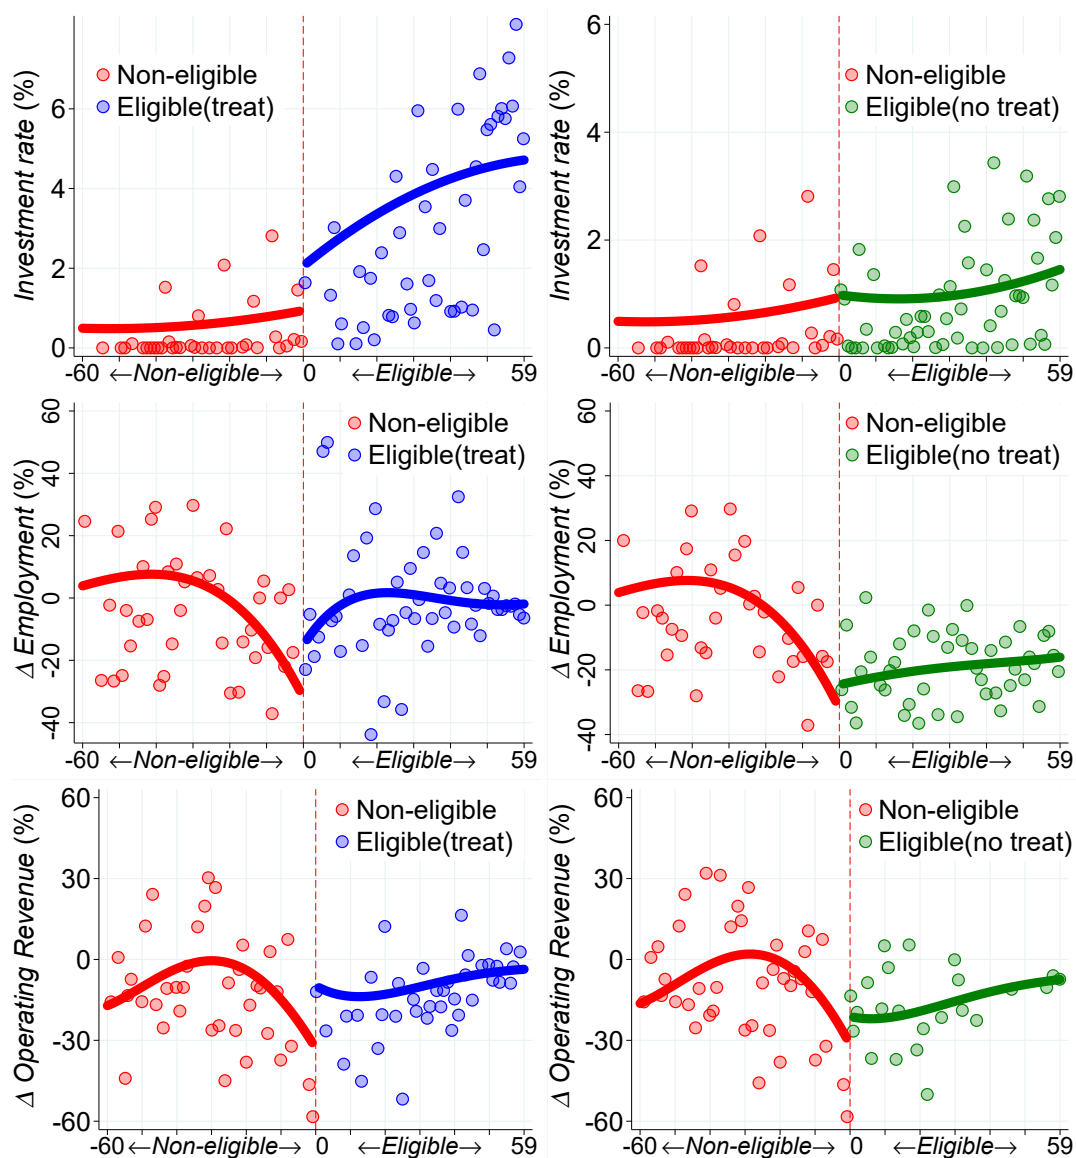 Investment rate (%)
6
4
2
0
Non-eligible
Eligible(treat)
-60 ←Non-eligible→ 0 ←Eligible→ 59
Investment rate (%)
6
4
2
0
Non-eligible
Eligible(no treat)
-60 ←Non-eligible→ 0 ←Eligible→ 59
Δ Employment (%)
60
40
20
0
-20
-40
Non-eligible
Eligible(treat)
-60 ←Non-eligible→ 0 ←Eligible→ 59
Δ Employment (%)
60
40
20
0
-20
-40
Non-eligible
Eligible(no treat)
-60 ←Non-eligible→ 0 ←Eligible→ 59
Δ Operating Revenue (%)
60
30
0
-30
-60
Non-eligible
Eligible(treat)
-60 ←Non-eligible→ 0 ←Eligible→ 59
Δ Operating Revenue (%)
60
30
0
-30
-60
Non-eligible
Eligible(no treat)
-60 ←Non-eligible→ 0 ←Eligible→ 59